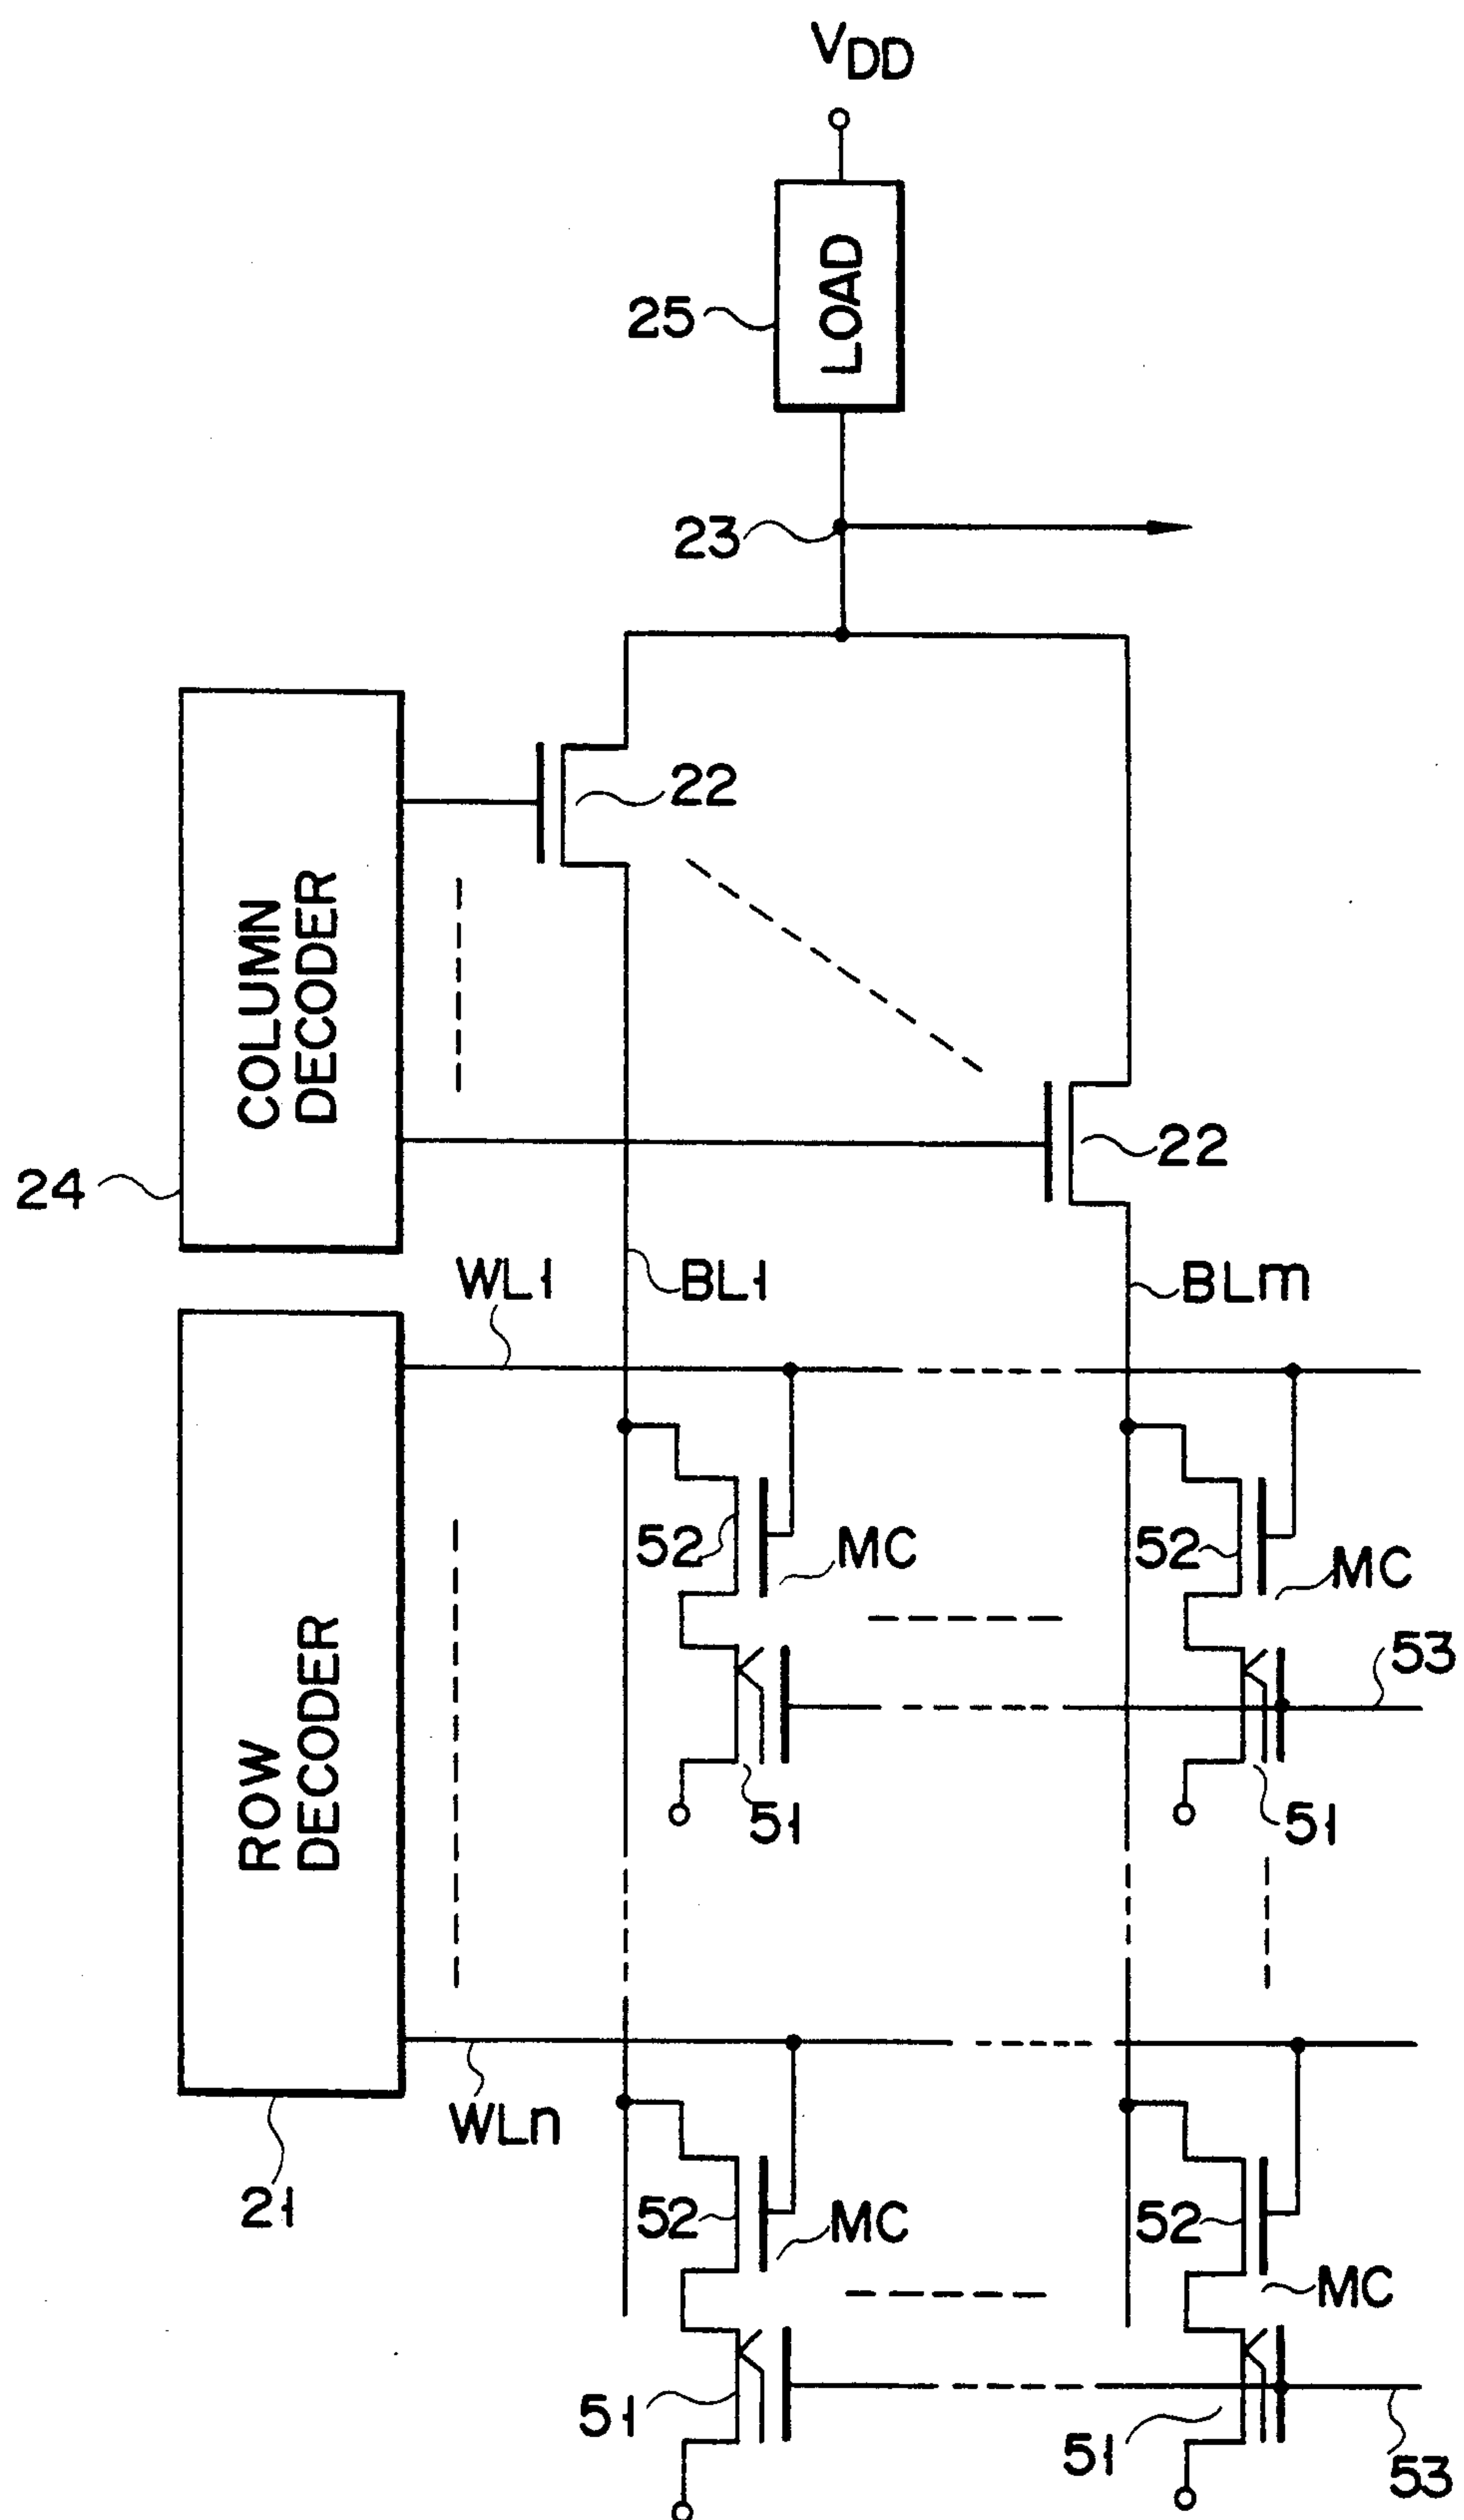 VDD
LOAD
25
23
22
COLUMN
DECODER
22
24
WL1
BL1
BLm
52
MC
52
MC
53
ROW
DECODER
51
51
WLn
21
52
MC
52
MC
51
51
53